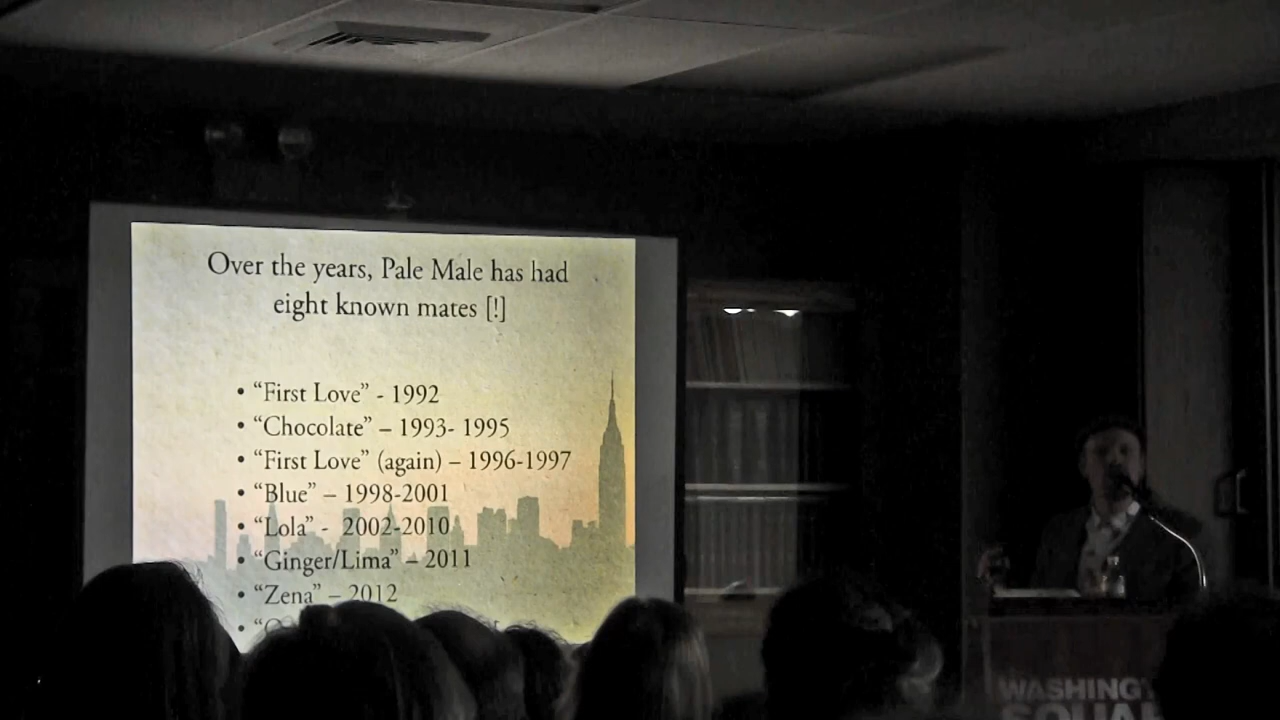 Over the years, Pale Male has had
eight known mates [!]
• “First Love” - 1992
• “Chocolate” – 1993- 1995
• “First Love” (again) – 1996-1997
• “Blue” – 1998-2001
• “Lola” - 2002-2010
• “Ginger/Lima” – 2011
• “Zena” – 2012
WASHINGT
SQUA